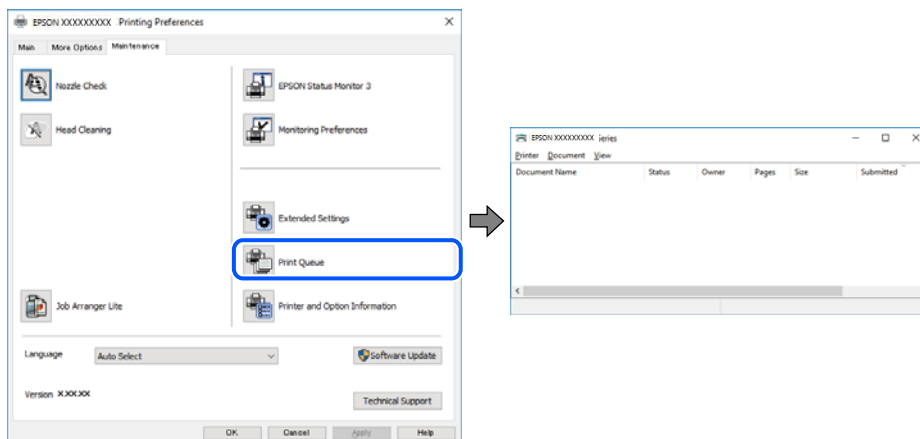 EPSON XXXXXXXXX Printing Preferences
Main More Options Maintenance
Nozzle Check
EPSON Status Monitor 3
Head Cleaning
Monitoring Preferences
Extended Settings
Print Queue
Job Arranger Lite
Printer and Option Information
Language Auto Select
Software Update
Version X.XX.XX
Technical Support
OK Cancel Apply Help
EPSON XXXXXXXXX ieries
Printer Document View
Document Name Status Owner Pages Size Submitted